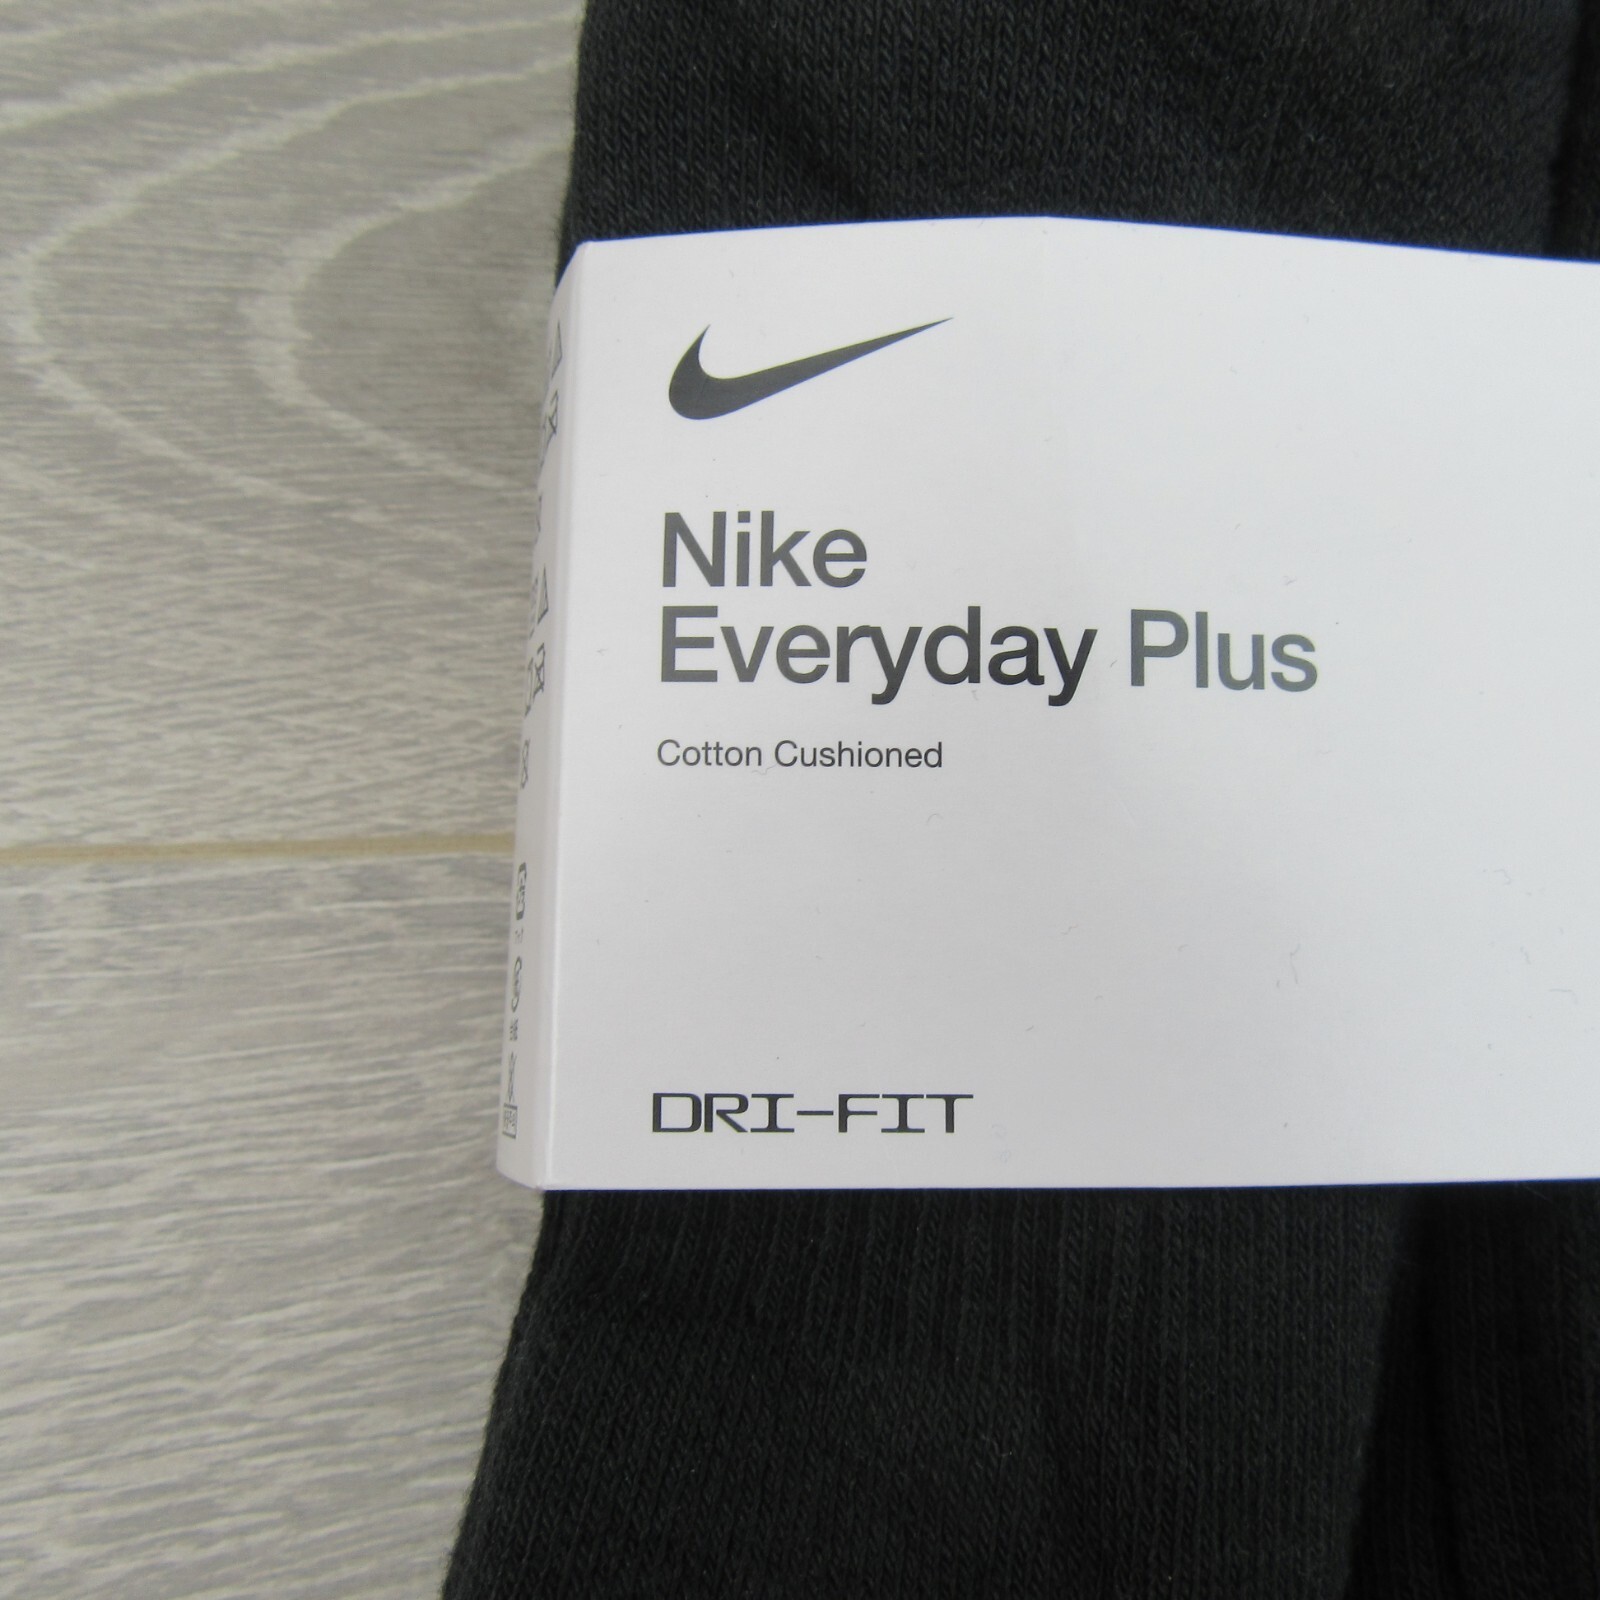 Nike
Everyday Plus
Cotton Cushioned
DRI-FIT